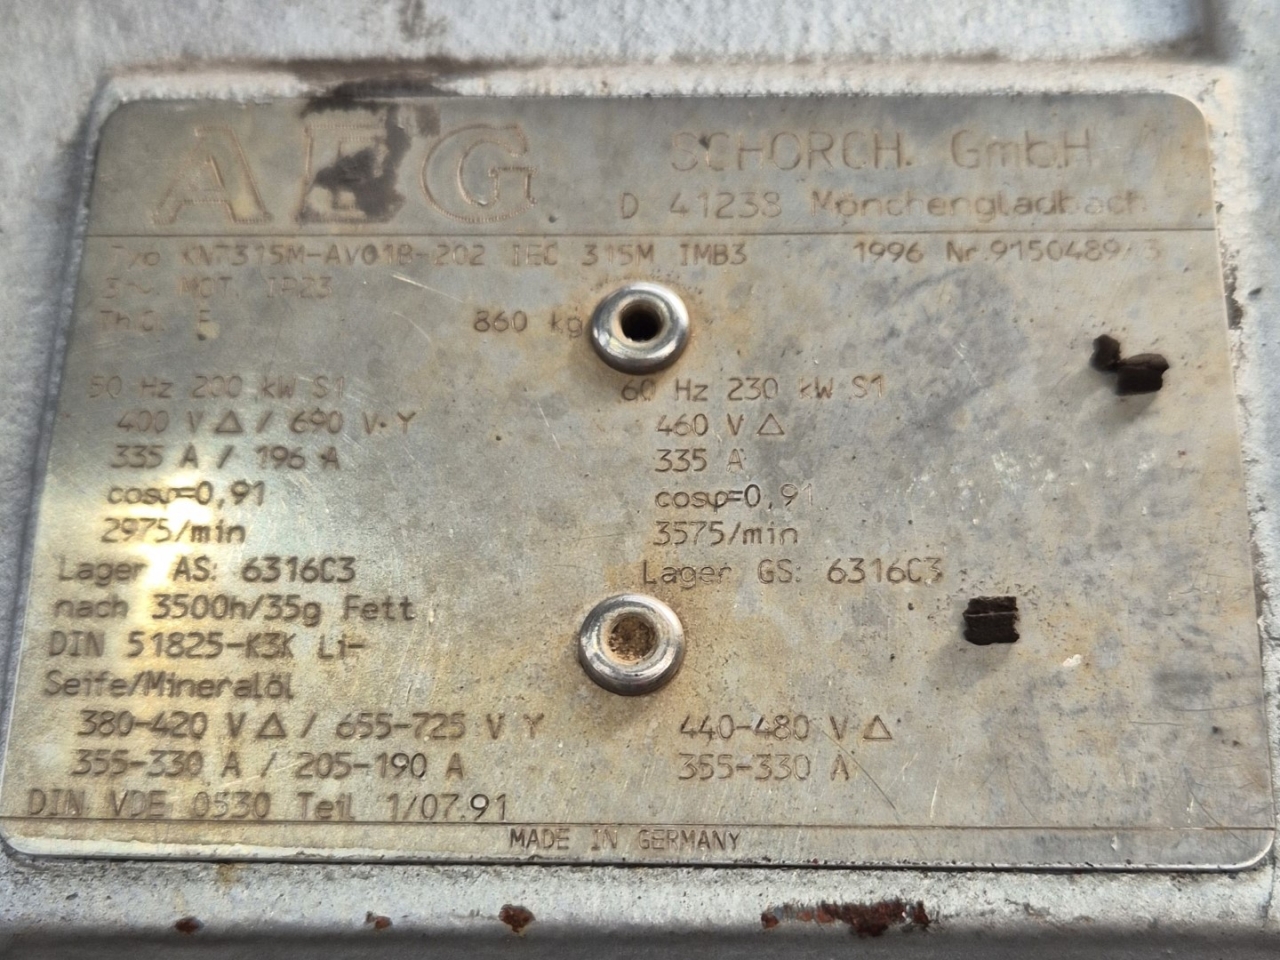 AEG SCHORCH. GmbH
D 41238 Mönchengladbach
Typ KN7315M-AV01B-202 IEC 315M IMB3 1996 Nr.9150489/3
3~ MOT. IP23
Th.Cl. F 860 kg
50 Hz 200 kW S1 60 Hz 230 kW S1
400 V △ / 690 V Y 460 V △
335 A / 196 A 335 A
cosφ=0,91 cosφ=0,91
2975/min 3575/min
Lager AS: 6316C3 Lager GS: 6316C3
nach 3500h/35g Fett
DIN 51825-K3K Li-
Seife/Mineralöl
380-420 V △ / 655-725 V Y 440-480 V △
355-330 A / 205-190 A 355-330 A
DIN VDE 0530 Teil 1/07.91
MADE IN GERMANY